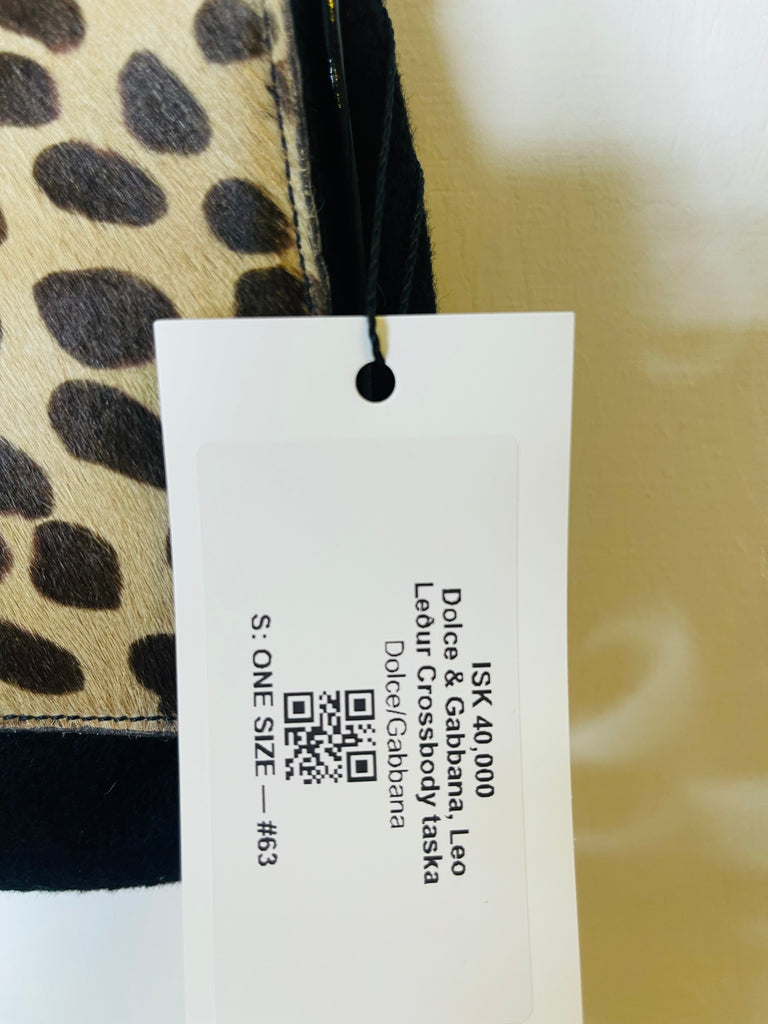 ISK 40,000
Dolce & Gabbana, Leo
Leður Crossbody taska
Dolce/Gabbana
S: ONE SIZE — #63